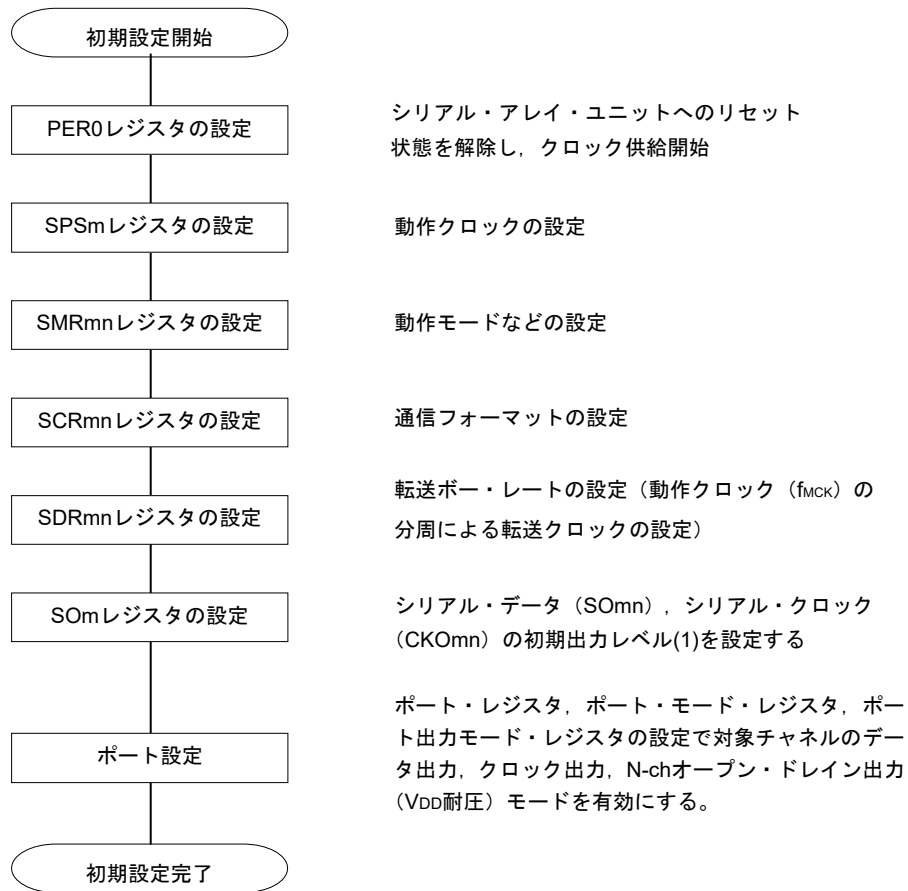 初期設定開始
PER0レジスタの設定
シリアル・アレイ・ユニットへのリセット
状態を解除し，クロック供給開始
SPSmレジスタの設定
動作クロックの設定
SMRmnレジスタの設定
動作モードなどの設定
SCRmnレジスタの設定
通信フォーマットの設定
SDRmnレジスタの設定
転送ボー・レートの設定（動作クロック（fMCK）の
分周による転送クロックの設定）
SOmレジスタの設定
シリアル・データ（SOmn），シリアル・クロック
（CKOmn）の初期出力レベル(1)を設定する
ポート設定
ポート・レジスタ，ポート・モード・レジスタ，ポー
ト出力モード・レジスタの設定で対象チャネルのデー
タ出力，クロック出力，N-chオープン・ドレイン出力
（VDD耐圧）モードを有効にする。
初期設定完了